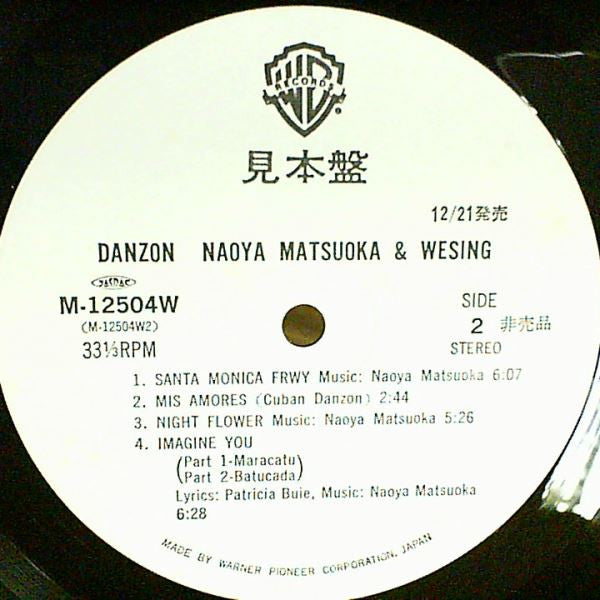 WB
RECORDS
®
見本盤
12/21発売
DANZON NAOYA MATSUOKA & WESING
JASRAC
M-12504W
(M-12504W2)
33⅓RPM
SIDE
2 非売品
STEREO
1. SANTA MONICA FRWY Music: Naoya Matsuoka 6:07
2. MIS AMORES (Cuban Danzon) 2:44
3. NIGHT FLOWER Music: Naoya Matsuoka 5:26
4. IMAGINE YOU
(Part 1-Maracatu)
(Part 2-Batucada)
Lyrics: Patricia Buie, Music: Naoya Matsuoka
6:28
MADE BY WARNER PIONEER CORPORATION, JAPAN